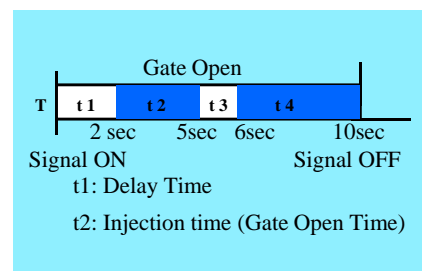 Gate Open
T t 1 t 2 t 3 t 4
2 sec 5sec 6sec 10sec
Signal ON Signal OFF
t1: Delay Time
t2: Injection time (Gate Open Time)